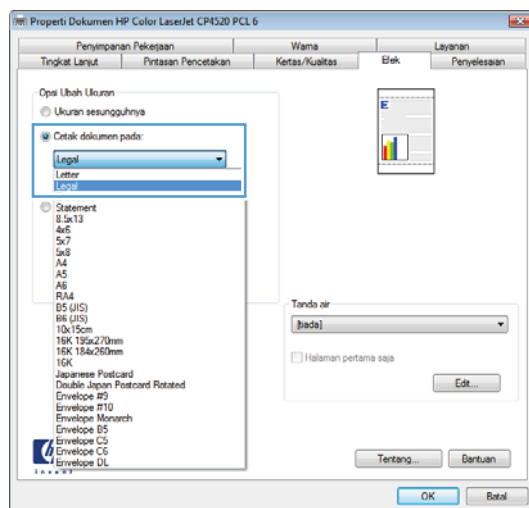 Properti Dokumen HP Color LaserJet CP4520 PCL 6
Penyimpanan Pekerjaan Warna Layanan
Tingkat Lanjut Pintasan Pencetakan Kertas/Kualitas Efek Penyelesaian
Opsi Ubah Ukuran
Ukuran sesungguhnya
Cetak dokumen pada:
Legal
Letter
Legal
Statement
8.5x13
4x6
5x7
5x8
A4
A5
A6
RA4
B5 (JIS)
B6 (JIS)
10x15cm
16K 195x270mm
16K 184x260mm
16K
Japanese Postcard
Double Japan Postcard Rotated
Envelope #9
Envelope #10
Envelope Monarch
Envelope B5
Envelope C5
Envelope C6
Envelope DL
E
Tanda air
[tiada]
Halaman pertama saja
Edit...
invent
Tentang... Bantuan
OK Batal